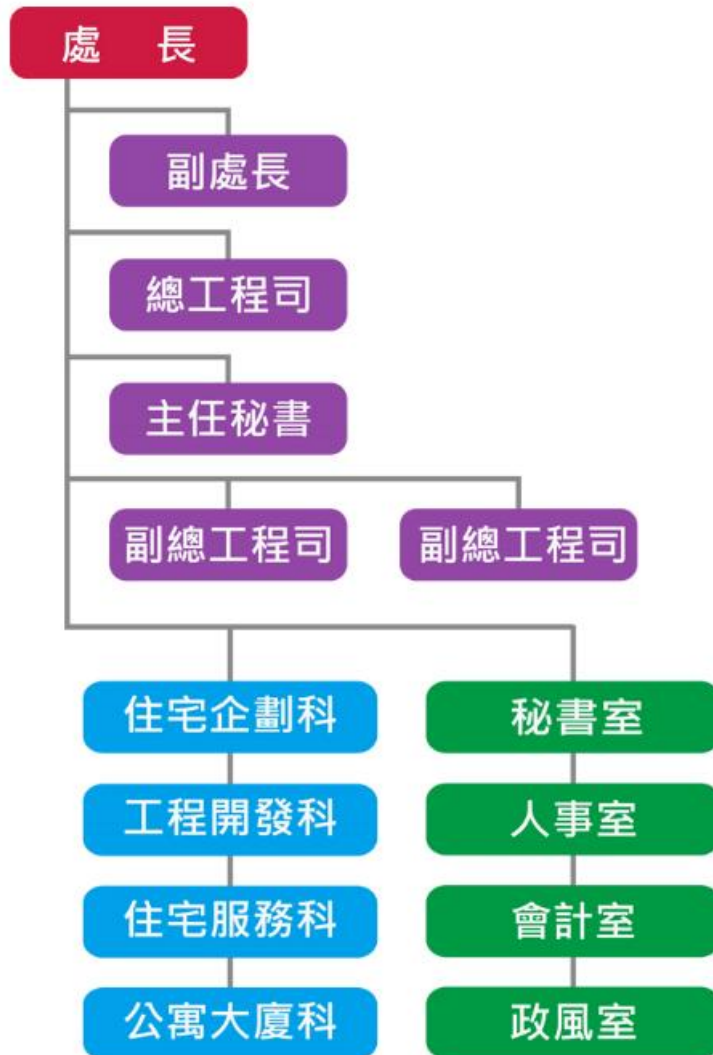 處 長
副處長
總工程司
主任秘書
副總工程司 副總工程司
住宅企劃科 秘書室
工程開發科 人事室
住宅服務科 會計室
公寓大廈科 政風室